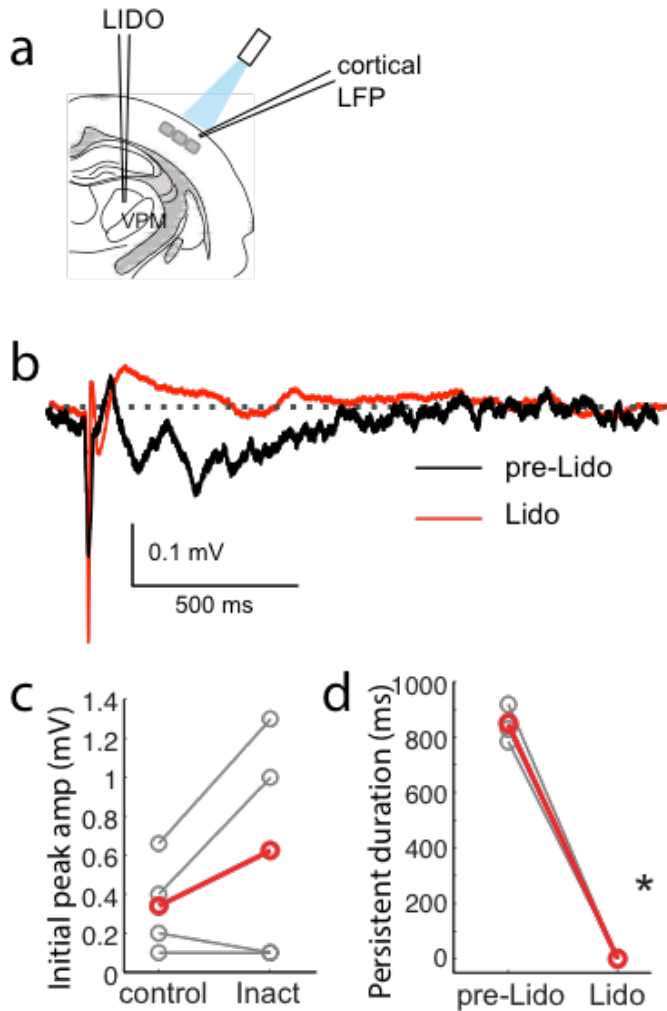 a
LIDO
cortical
LFP
VPM
b
pre-Lido
Lido
0.1 mV
500 ms
c
Initial peak amp (mV)
1.4
1.2
1
0.8
0.6
0.4
0.2
0
control
Inact
d
Persistent duration (ms)
1000
800
600
400
200
0
*
pre-Lido
Lido